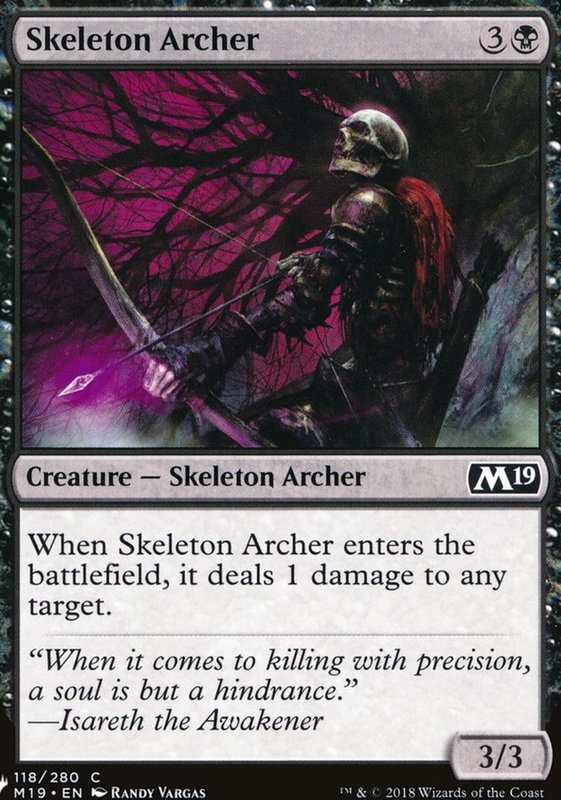 Skeleton Archer 3
Creature — Skeleton Archer M19
When Skeleton Archer enters the
battlefield, it deals 1 damage to any
target.
“When it comes to killing with precision,
a soul is but a hindrance.”
—Isareth the Awakener
3/3
118/280 C
M19 • EN RANDY VARGAS ™ & © 2018 Wizards of the Coast